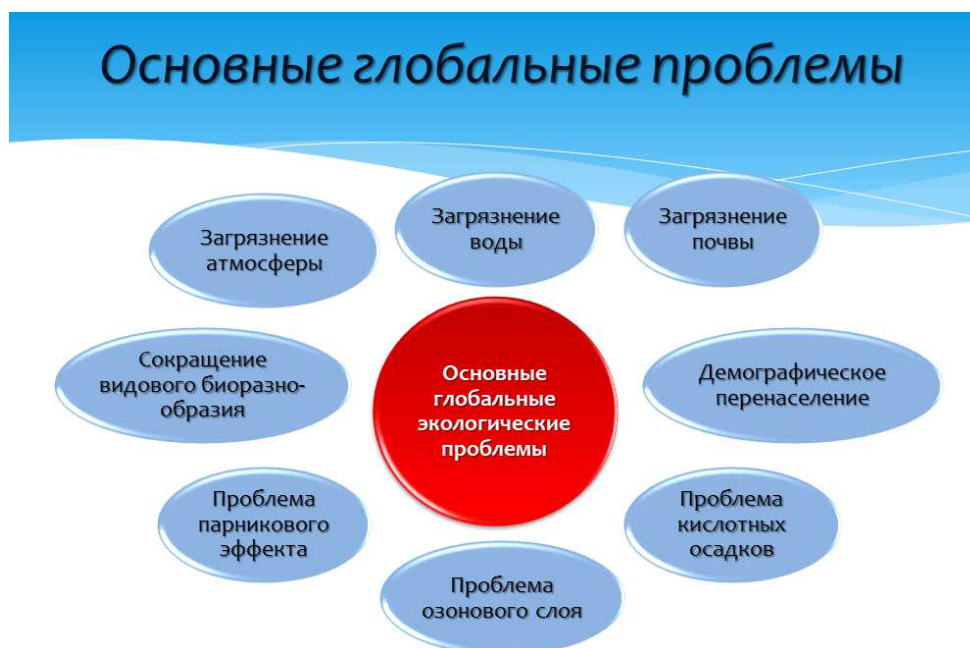 Основные глобальные проблемы
Загрязнение
атмосферы
Загрязнение
воды
Загрязнение
почвы
Сокращение
видового биоразно-
образия
Основные
глобальные
экологические
проблемы
Демографическое
перенаселение
Проблема
парникового
эффекта
Проблема
кислотных
осадков
Проблема
озонового слоя